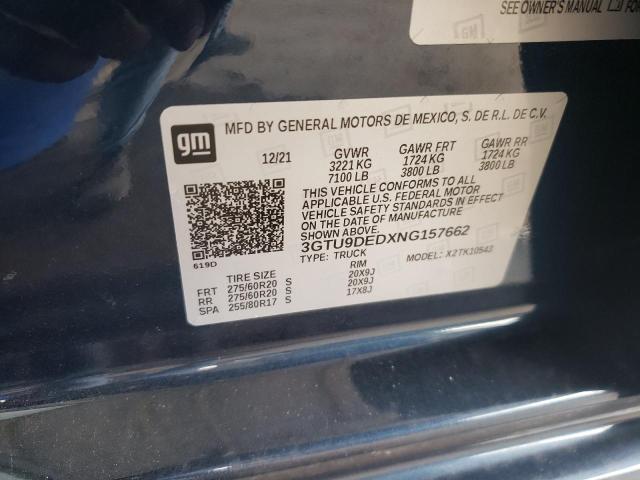 SEE OWNER'S MANUAL
gm
MFD BY GENERAL MOTORS DE MEXICO, S. DE R.L. DE C.V.
12/21 GVWR GAWR FRT GAWR RR
3221 KG 1724 KG 1724 KG
7100 LB 3800 LB 3800 LB
THIS VEHICLE CONFORMS TO ALL
APPLICABLE U.S. FEDERAL MOTOR
VEHICLE SAFETY STANDARDS IN EFFECT
ON THE DATE OF MANUFACTURE SHOWN ABOVE.
3GTU9DEDXNG157662
TYPE: TRUCK MODEL: X2TK10543
619D
TIRE SIZE RIM
FRT 275/60R20 S 20X9J
RR 275/60R20 S 20X9J
SPA 255/80R17 S 17X8J